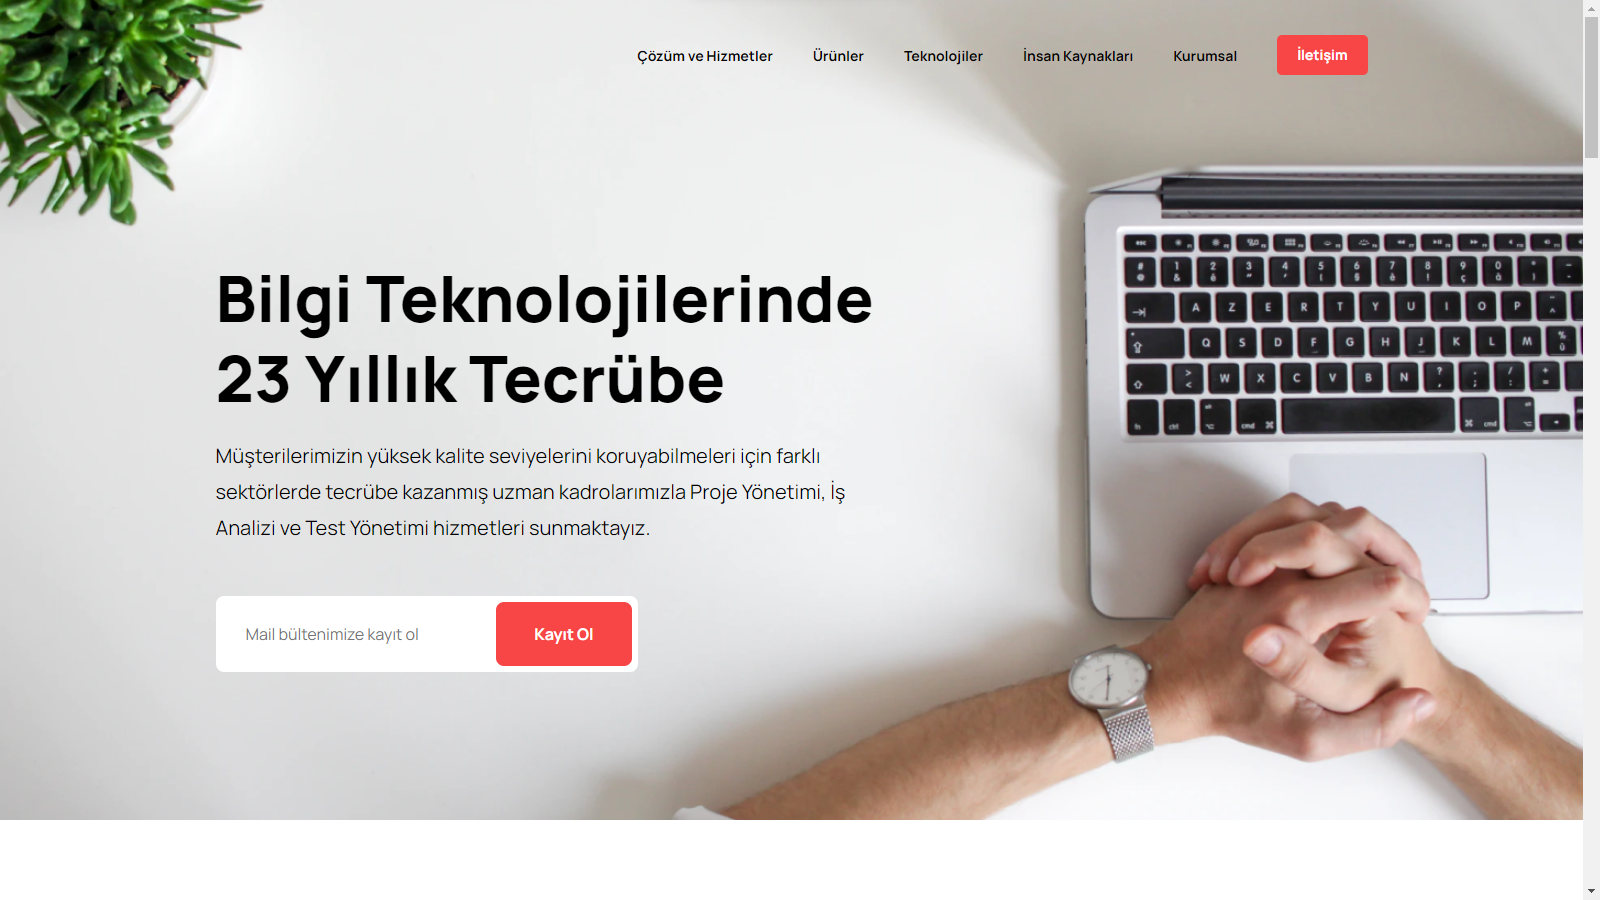 Çözüm ve Hizmetler
Ürünler
Teknolojiler
İnsan Kaynakları
Kurumsal
İletişim
Bilgi Teknolojilerinde
23 Yıllık Tecrübe
Müşterilerimizin yüksek kalite seviyelerini koruyabilmeleri için farklı
sektörlerde tecrübe kazanmış uzman kadrolarımızla Proje Yönetimi, İş
Analizi ve Test Yönetimi hizmetleri sunmaktayız.
Mail bültenimize kayıt ol
Kayıt Ol
A Z E R T Y U I O P
Q S D F G H J K L M
W X C V B N